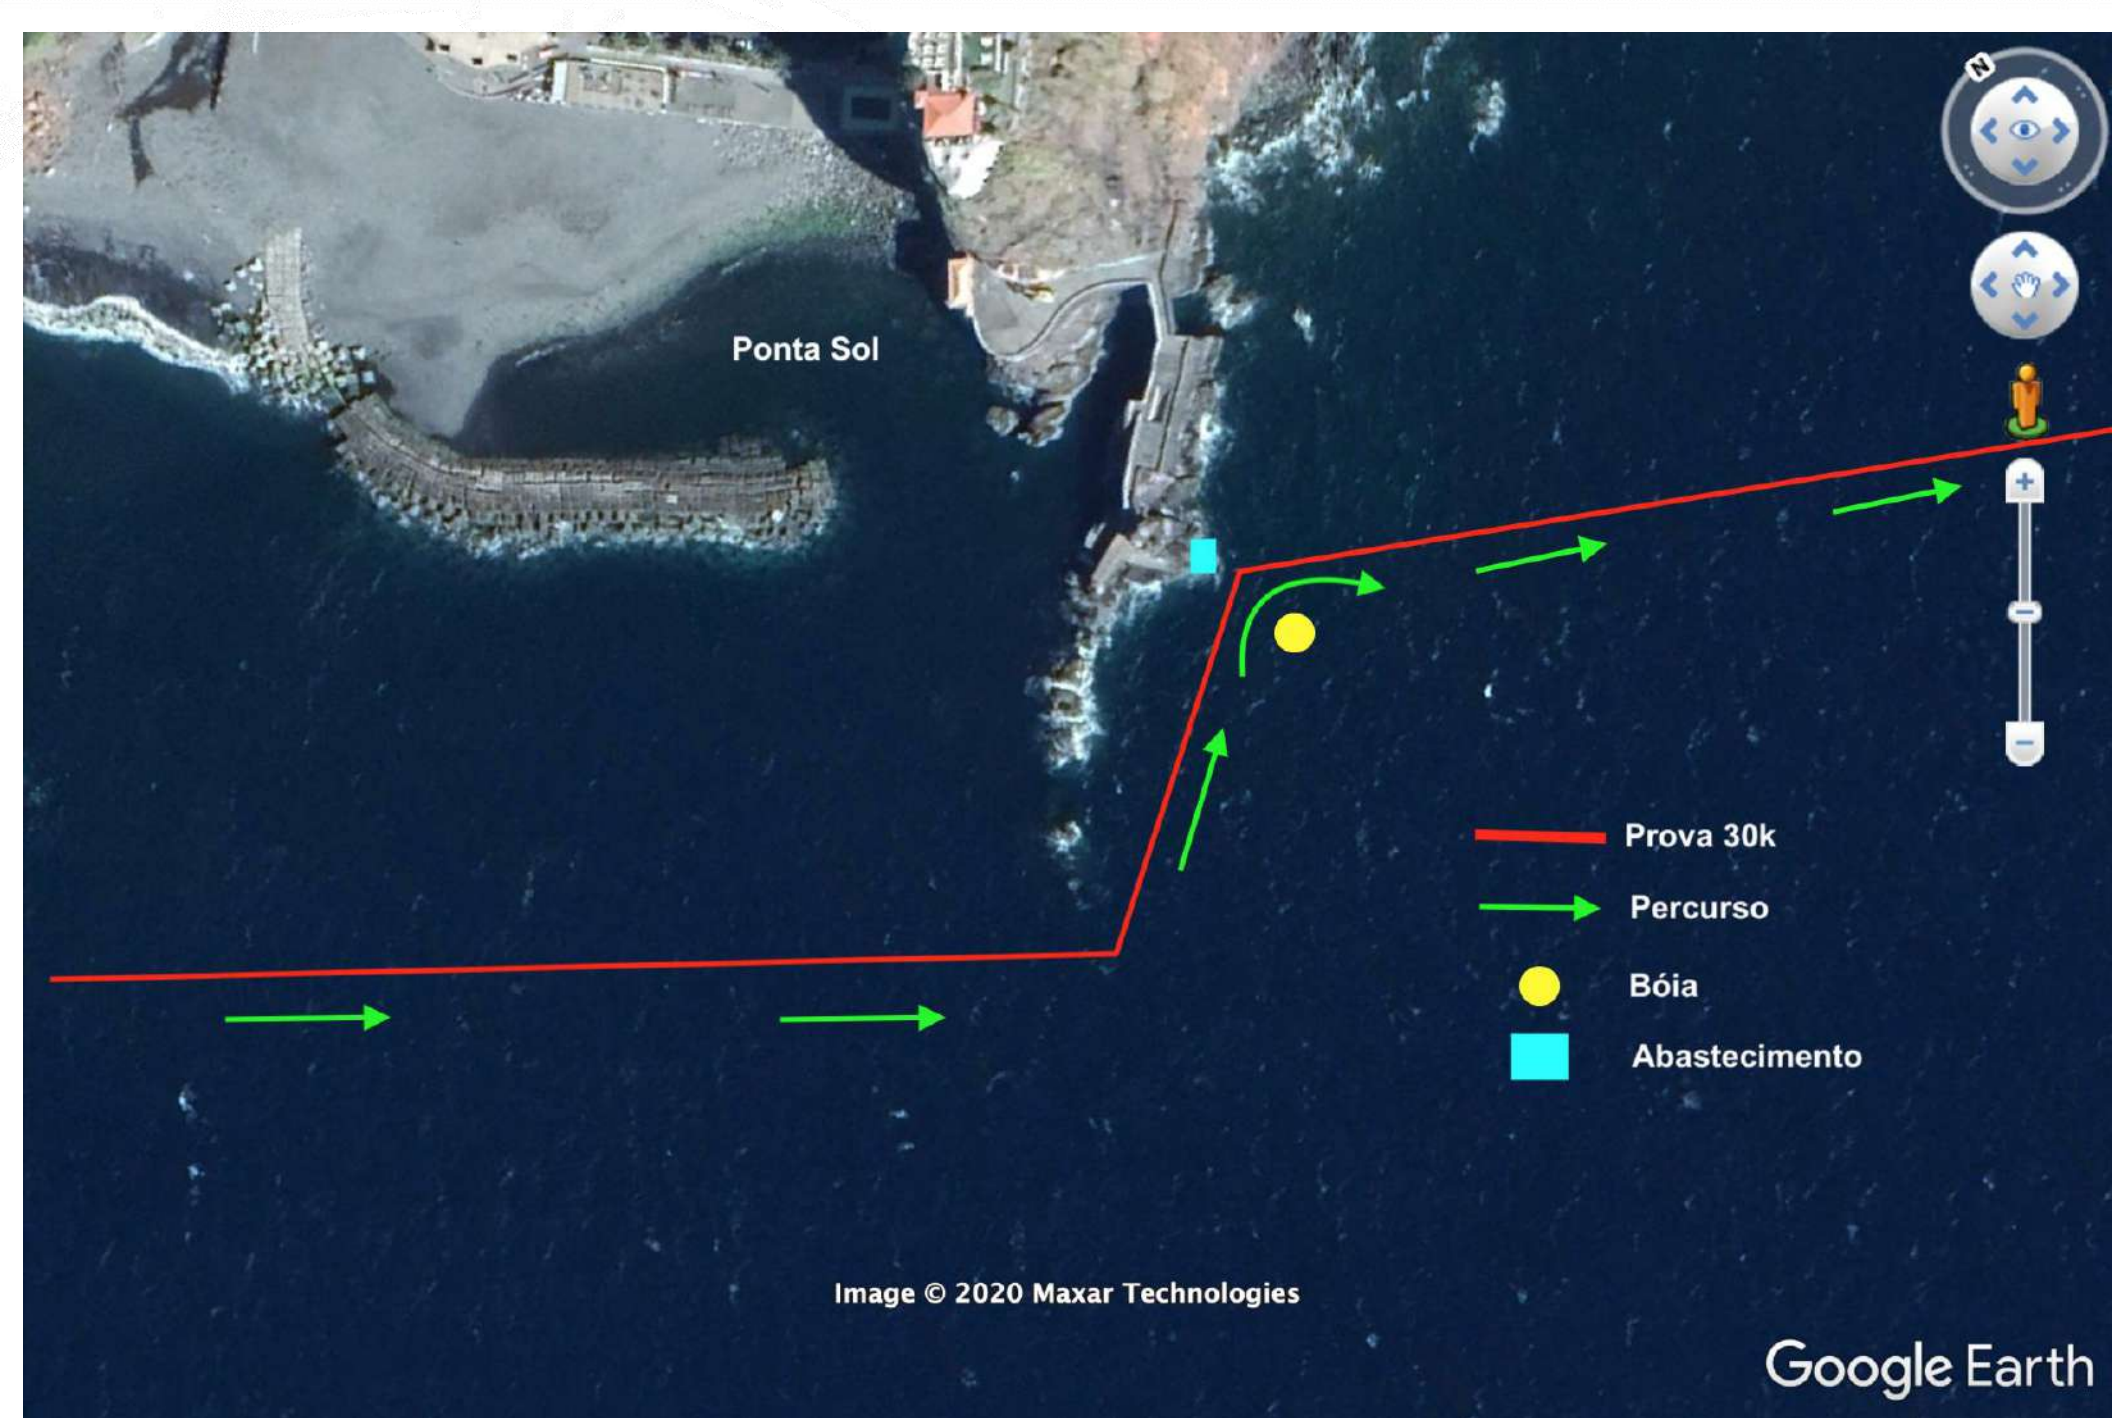 N
Ponta Sol
Prova 30k
Percurso
Bóia
Abastecimento
Image © 2020 Maxar Technologies
Google Earth